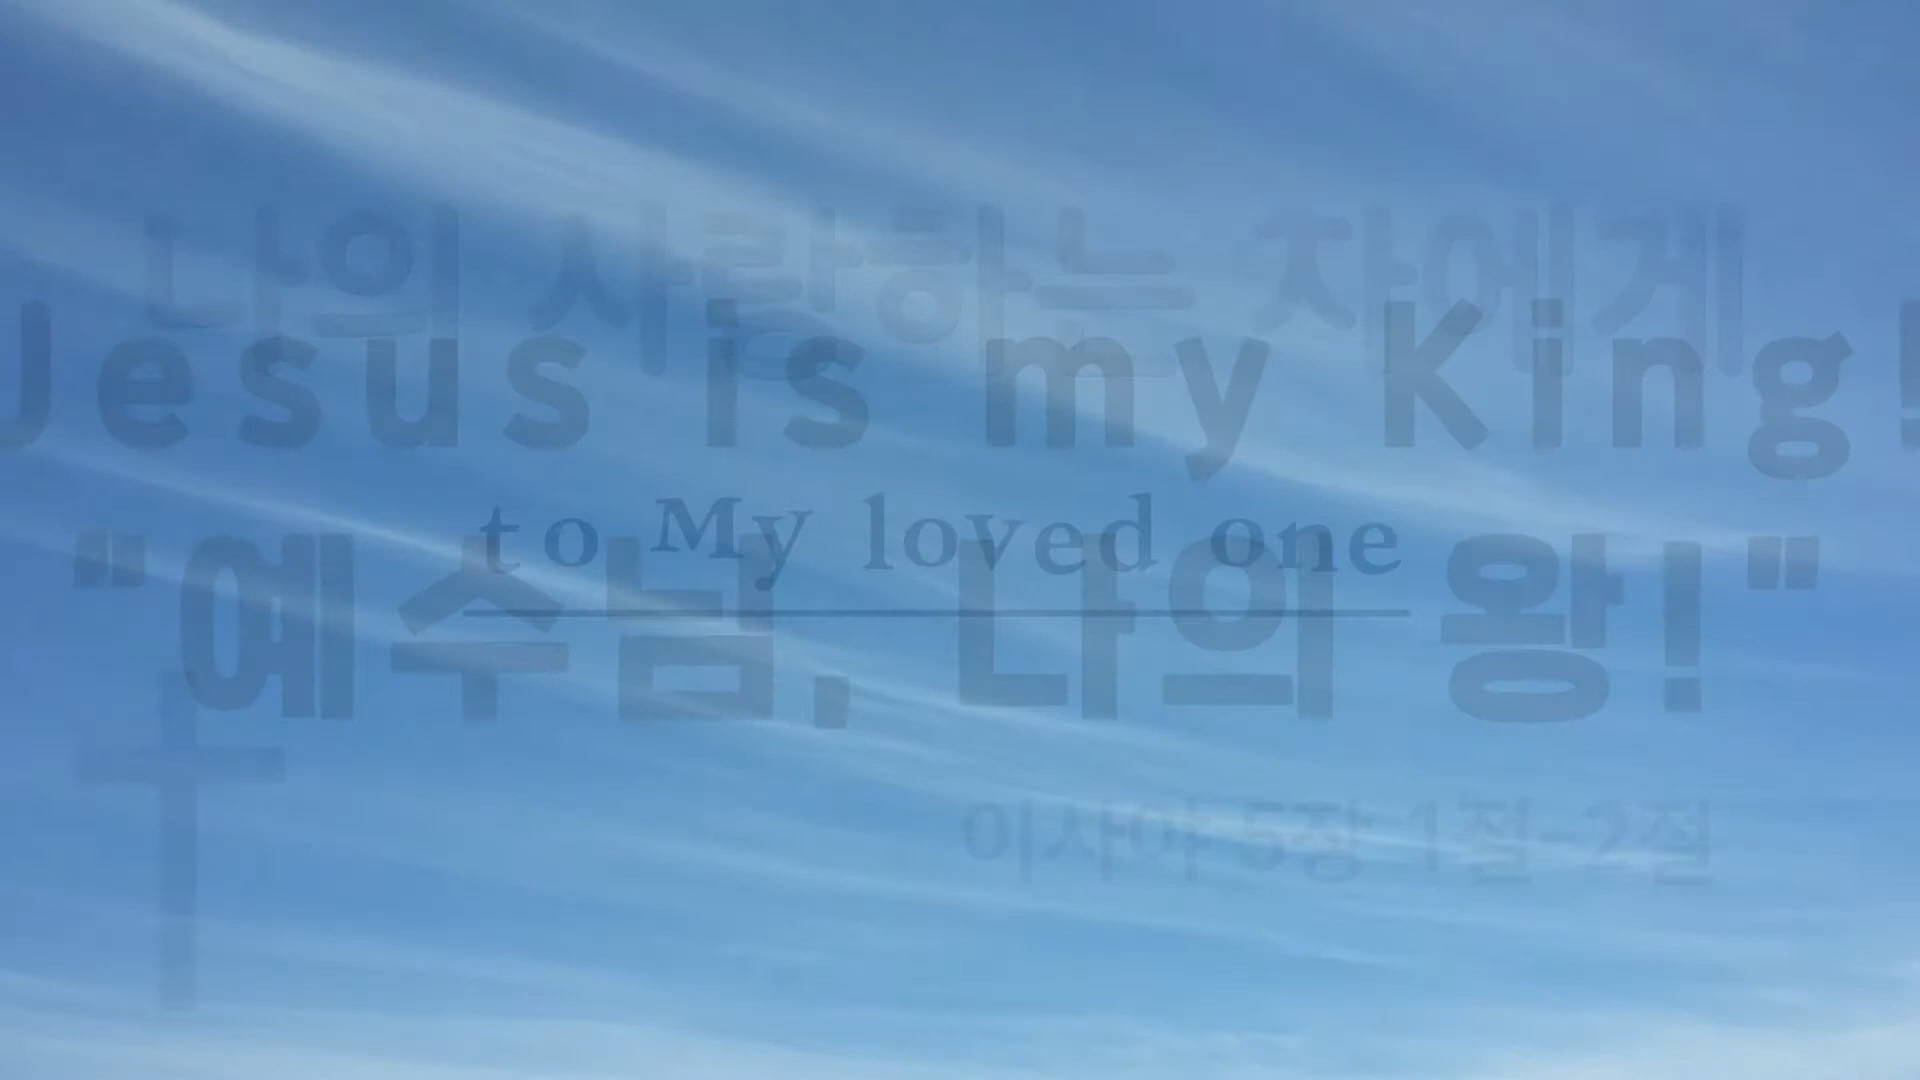 나의 사랑하는 자에게
Jesus is my King!
to My loved one
"예수님, 나의 왕!"
이사야 5장 1절-2절